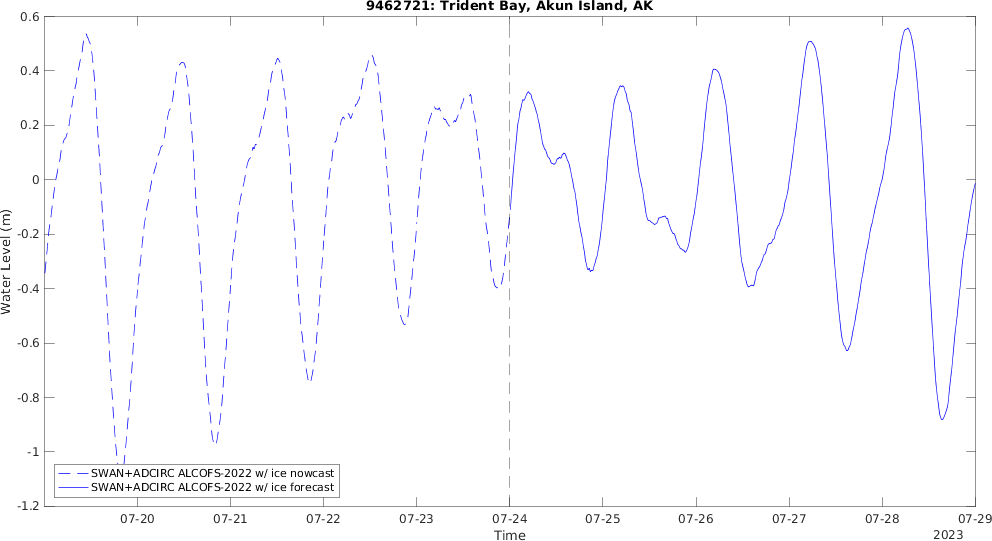 9462721: Trident Bay, Akun Island, AK
0.6
0.4
0.2
0
-0.2
-0.4
-0.6
-0.8
-1
-1.2
Water Level (m)
SWAN+ADCIRC ALCOFS-2022 w/ ice nowcast
SWAN+ADCIRC ALCOFS-2022 w/ ice forecast
07-20 07-21 07-22 07-23 07-24 07-25 07-26 07-27 07-28 07-29
Time
2023